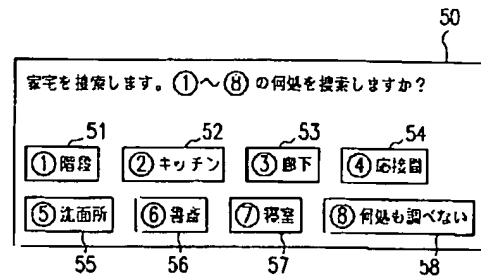 50
家宅を捜索します。①～⑧の何処を捜索しますか?
51 52 53 54
①階段 ②キッチン ③廊下 ④応接間
⑤洗面所 ⑥書斎 ⑦寝室 ⑧何処も調べない
55 56 57 58